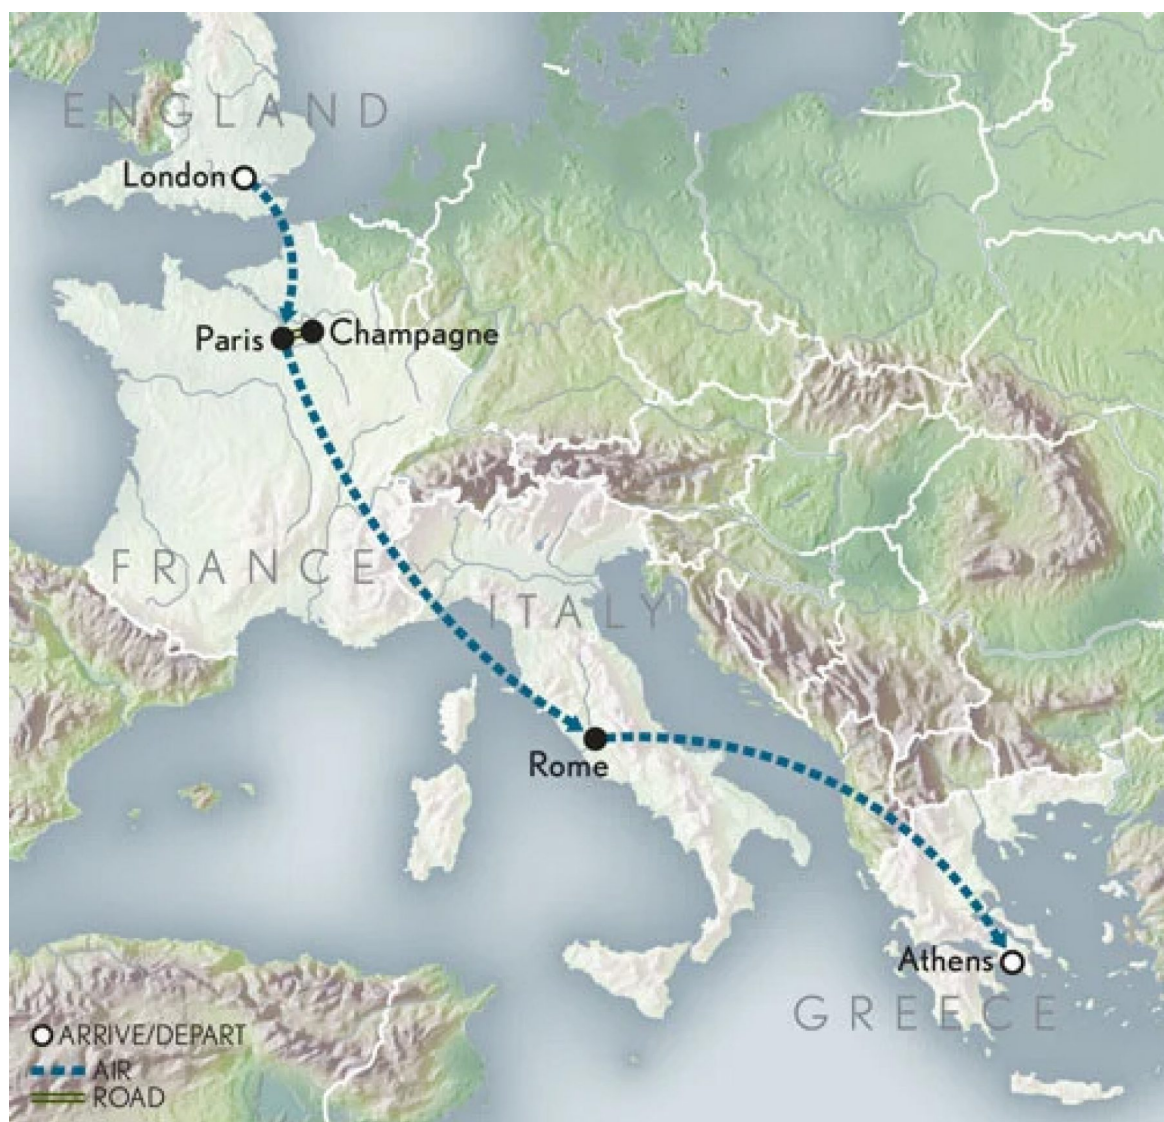 ENGLAND
London
Paris
Champagne
FRANCE
ITALY
Rome
Athens
GREECE
ARRIVE/DEPART
AIR
ROAD